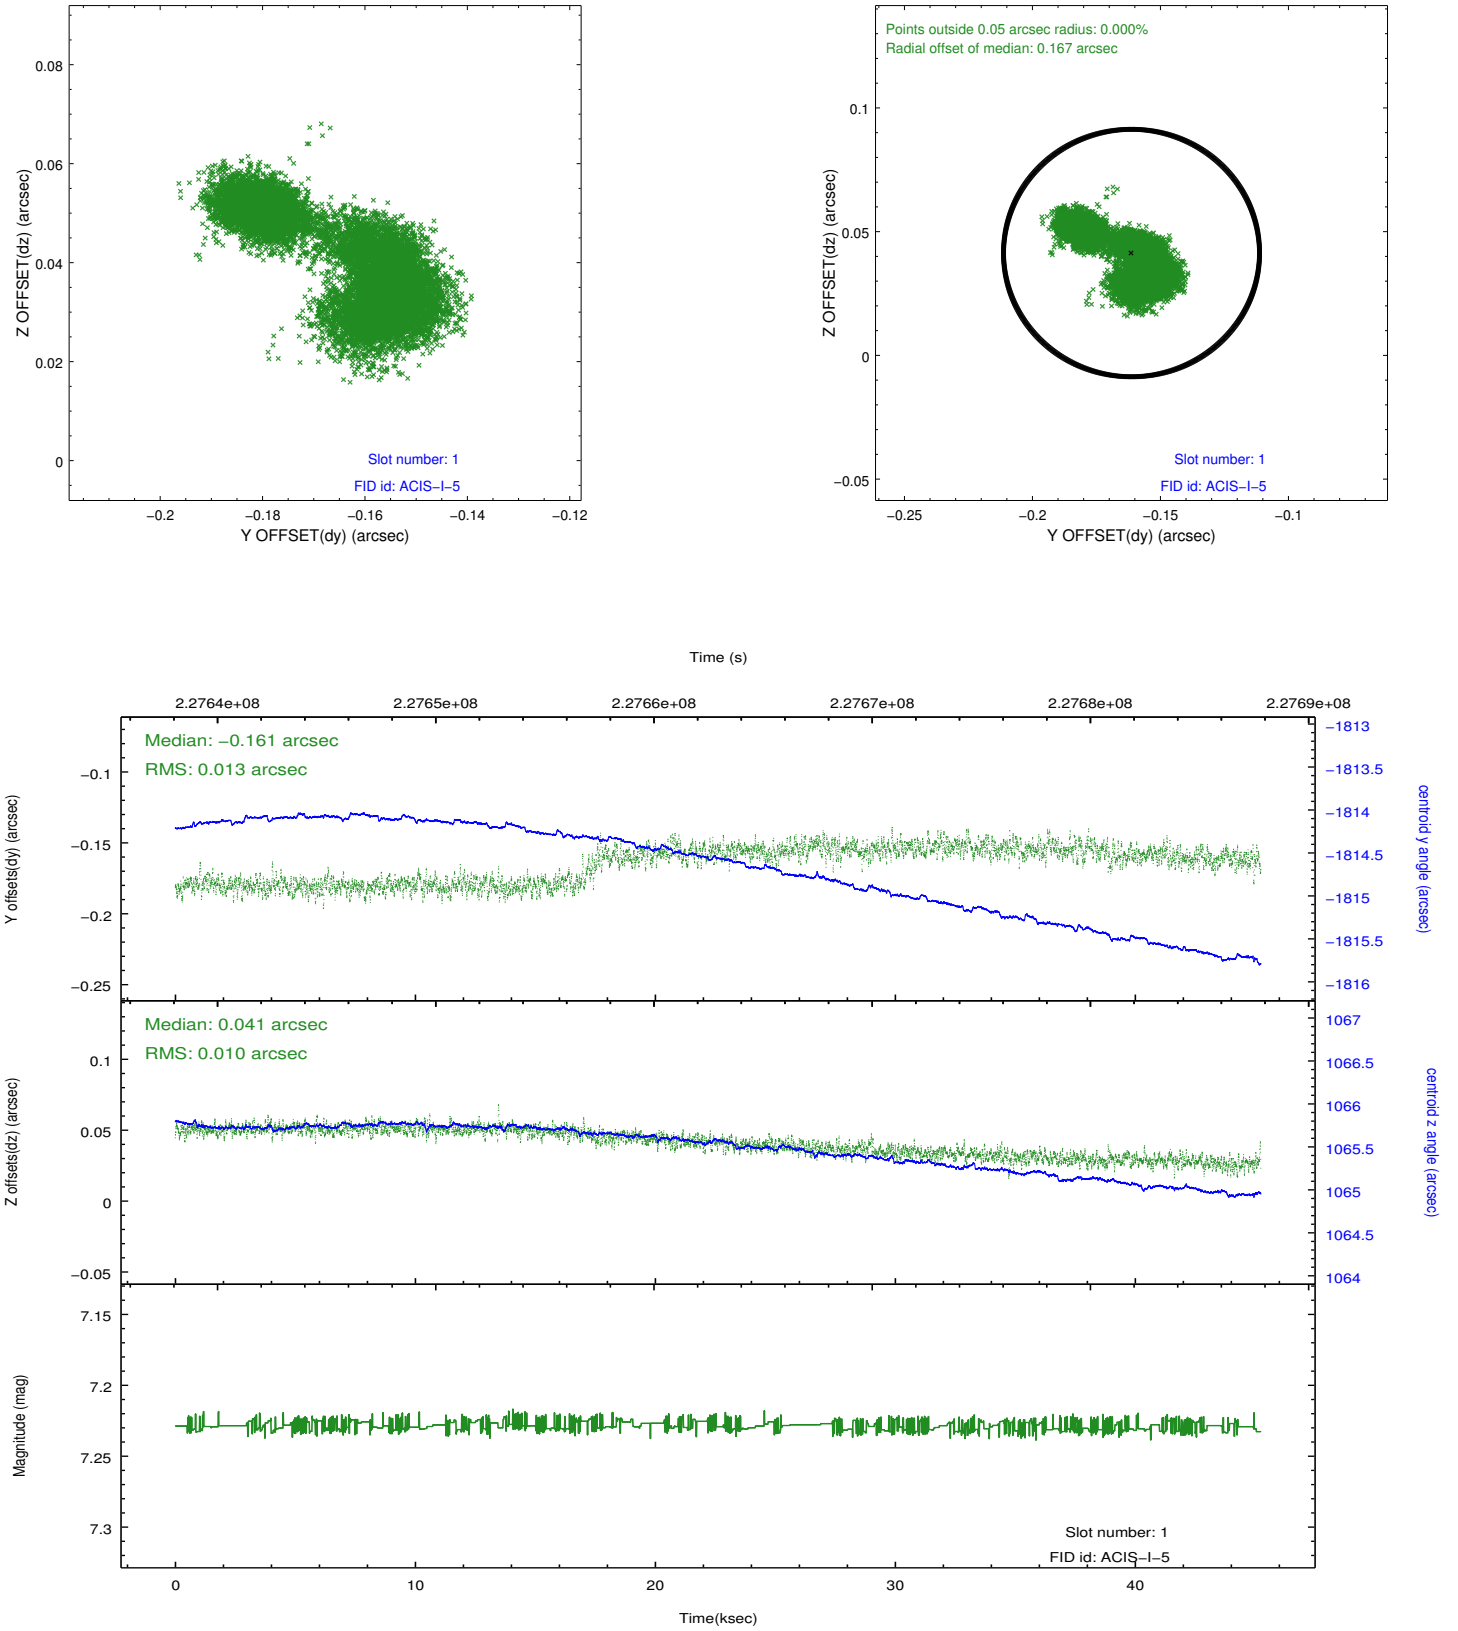 0.08
0.06
0.04
0.02
0
Z OFFSET(dz) (arcsec)
Slot number: 1
FID id: ACIS−I−5
−0.2
−0.18
−0.16
−0.14
−0.12
Y OFFSET(dy) (arcsec)
Points outside 0.05 arcsec radius: 0.000%
Radial offset of median: 0.167 arcsec
0.1
0.05
0
−0.05
Z OFFSET(dz) (arcsec)
Slot number: 1
FID id: ACIS−I−5
−0.25
−0.2
−0.15
−0.1
Y OFFSET(dy) (arcsec)
Time (s)
2.2764e+08
2.2765e+08
2.2766e+08
2.2767e+08
2.2768e+08
2.2769e+08
Median: −0.161 arcsec
RMS: 0.013 arcsec
−0.1
−0.15
−0.2
−0.25
Y offsets(dy) (arcsec)
−1813
−1813.5
−1814
−1814.5
−1815
−1815.5
−1816
centroid y angle (arcsec)
Median: 0.041 arcsec
RMS: 0.010 arcsec
0.1
0.05
0
−0.05
Z offsets(dz) (arcsec)
1067
1066.5
1066
1065.5
1065
1064.5
1064
centroid z angle (arcsec)
7.15
7.2
7.25
7.3
Magnitude (mag)
Slot number: 1
FID id: ACIS−I−5
0
10
20
30
40
Time(ksec)